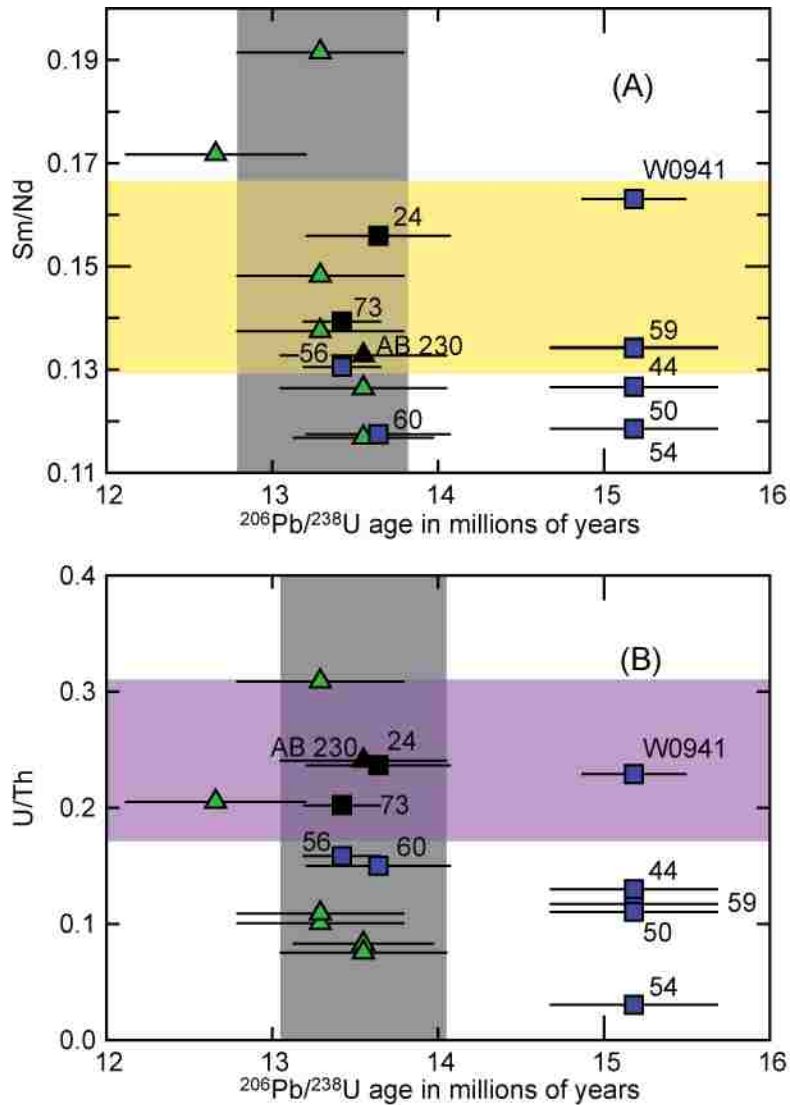 0.19
(A)
0.17
W0941
24
Sm/Nd
0.15
73
59
56
AB 230
0.13
44
50
60
54
0.11
12 13 14 15 16
²⁰⁶Pb/²³⁸U age in millions of years
0.4
(B)
0.3
AB 230
24
W0941
U/Th
0.2
73
56
60
44
59
0.1
50
54
0.0
12 13 14 15 16
²⁰⁶Pb/²³⁸U age in millions of years